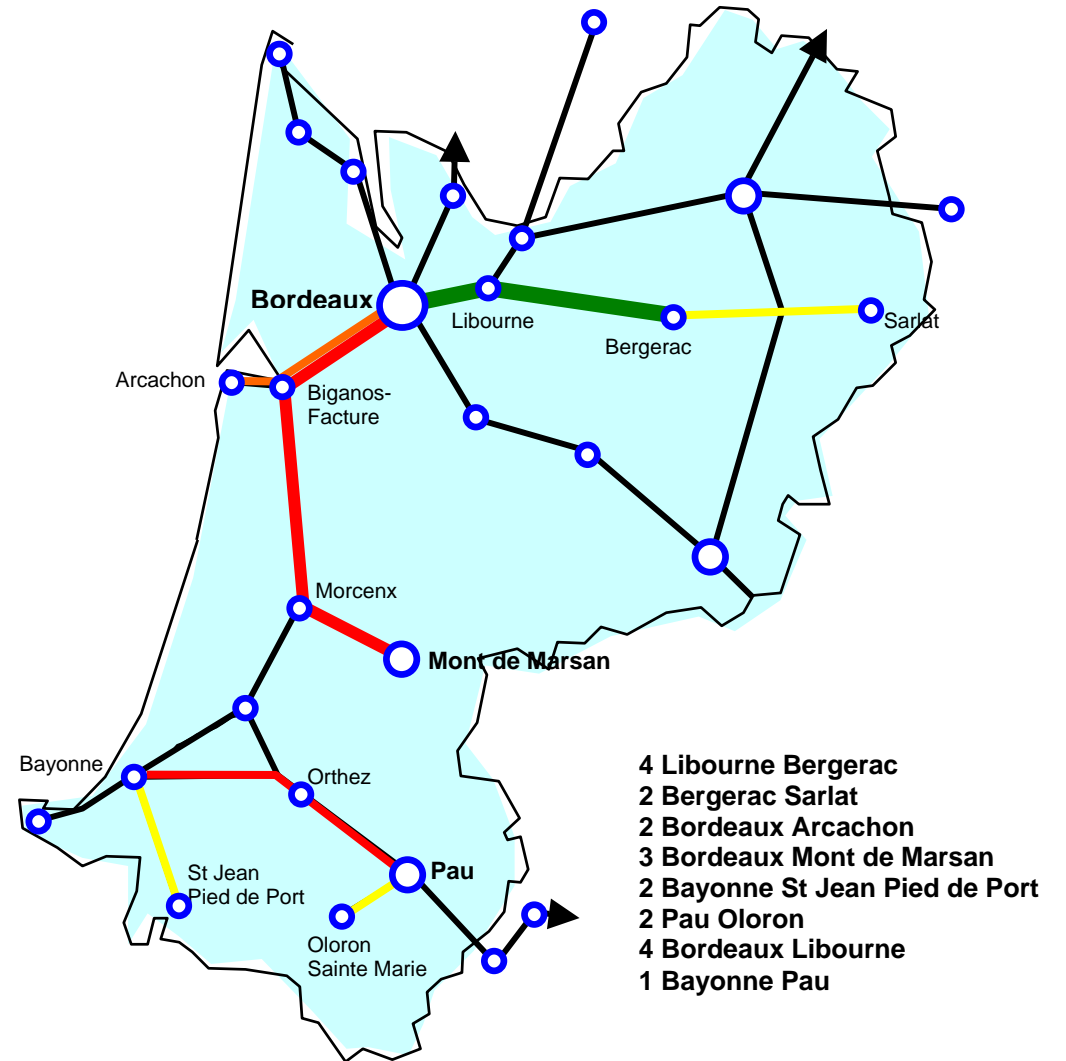 Bordeaux
Libourne
Bergerac
Sarlat
Arcachon
Biganos-
Facture
Morcenx
Mont de Marsan
Bayonne
Orthez
St Jean
Pied de Port
Pau
Oloron
Sainte Marie
4 Libourne Bergerac
2 Bergerac Sarlat
2 Bordeaux Arcachon
3 Bordeaux Mont de Marsan
2 Bayonne St Jean Pied de Port
2 Pau Oloron
4 Bordeaux Libourne
1 Bayonne Pau